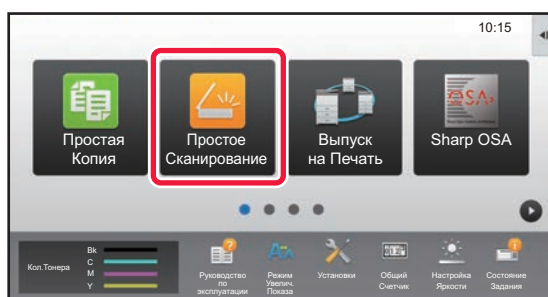 10:15
Простая
Копия
Простое
Сканирование
Выпуск
на Печать
OSA
Sharp OSA
Кол.Тонера
Bk
C
M
Y
Руководство
по
эксплуатации
Режим
Увелич.
Показа
Установки
Общий
Счетчик
Настройка
Яркости
Состояние
Задания